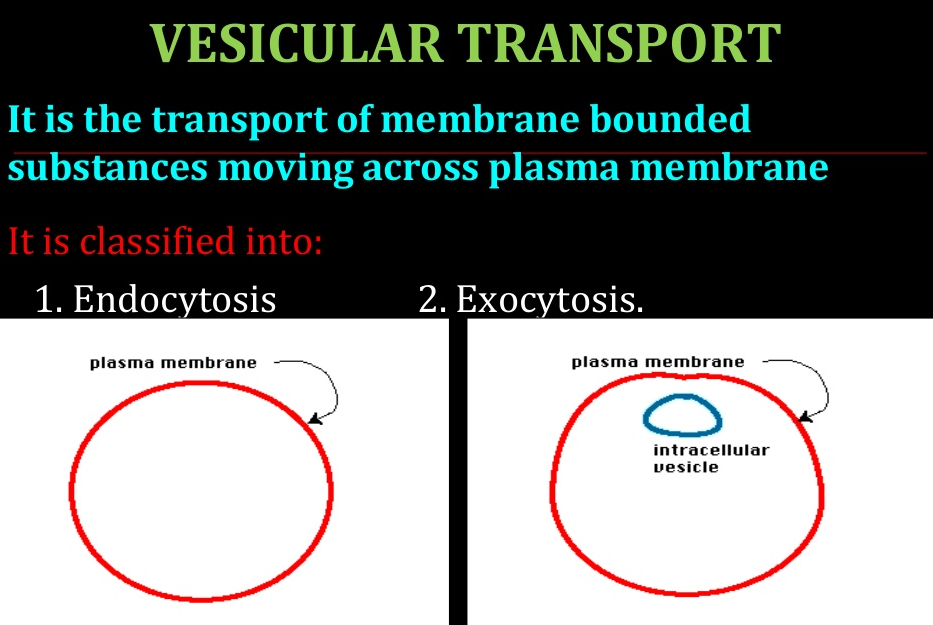 VESICULAR TRANSPORT
It is the transport of membrane bounded
substances moving across plasma membrane
It is classified into:
1. Endocytosis 2. Exocytosis.
plasma membrane
plasma membrane
intracellular
vesicle